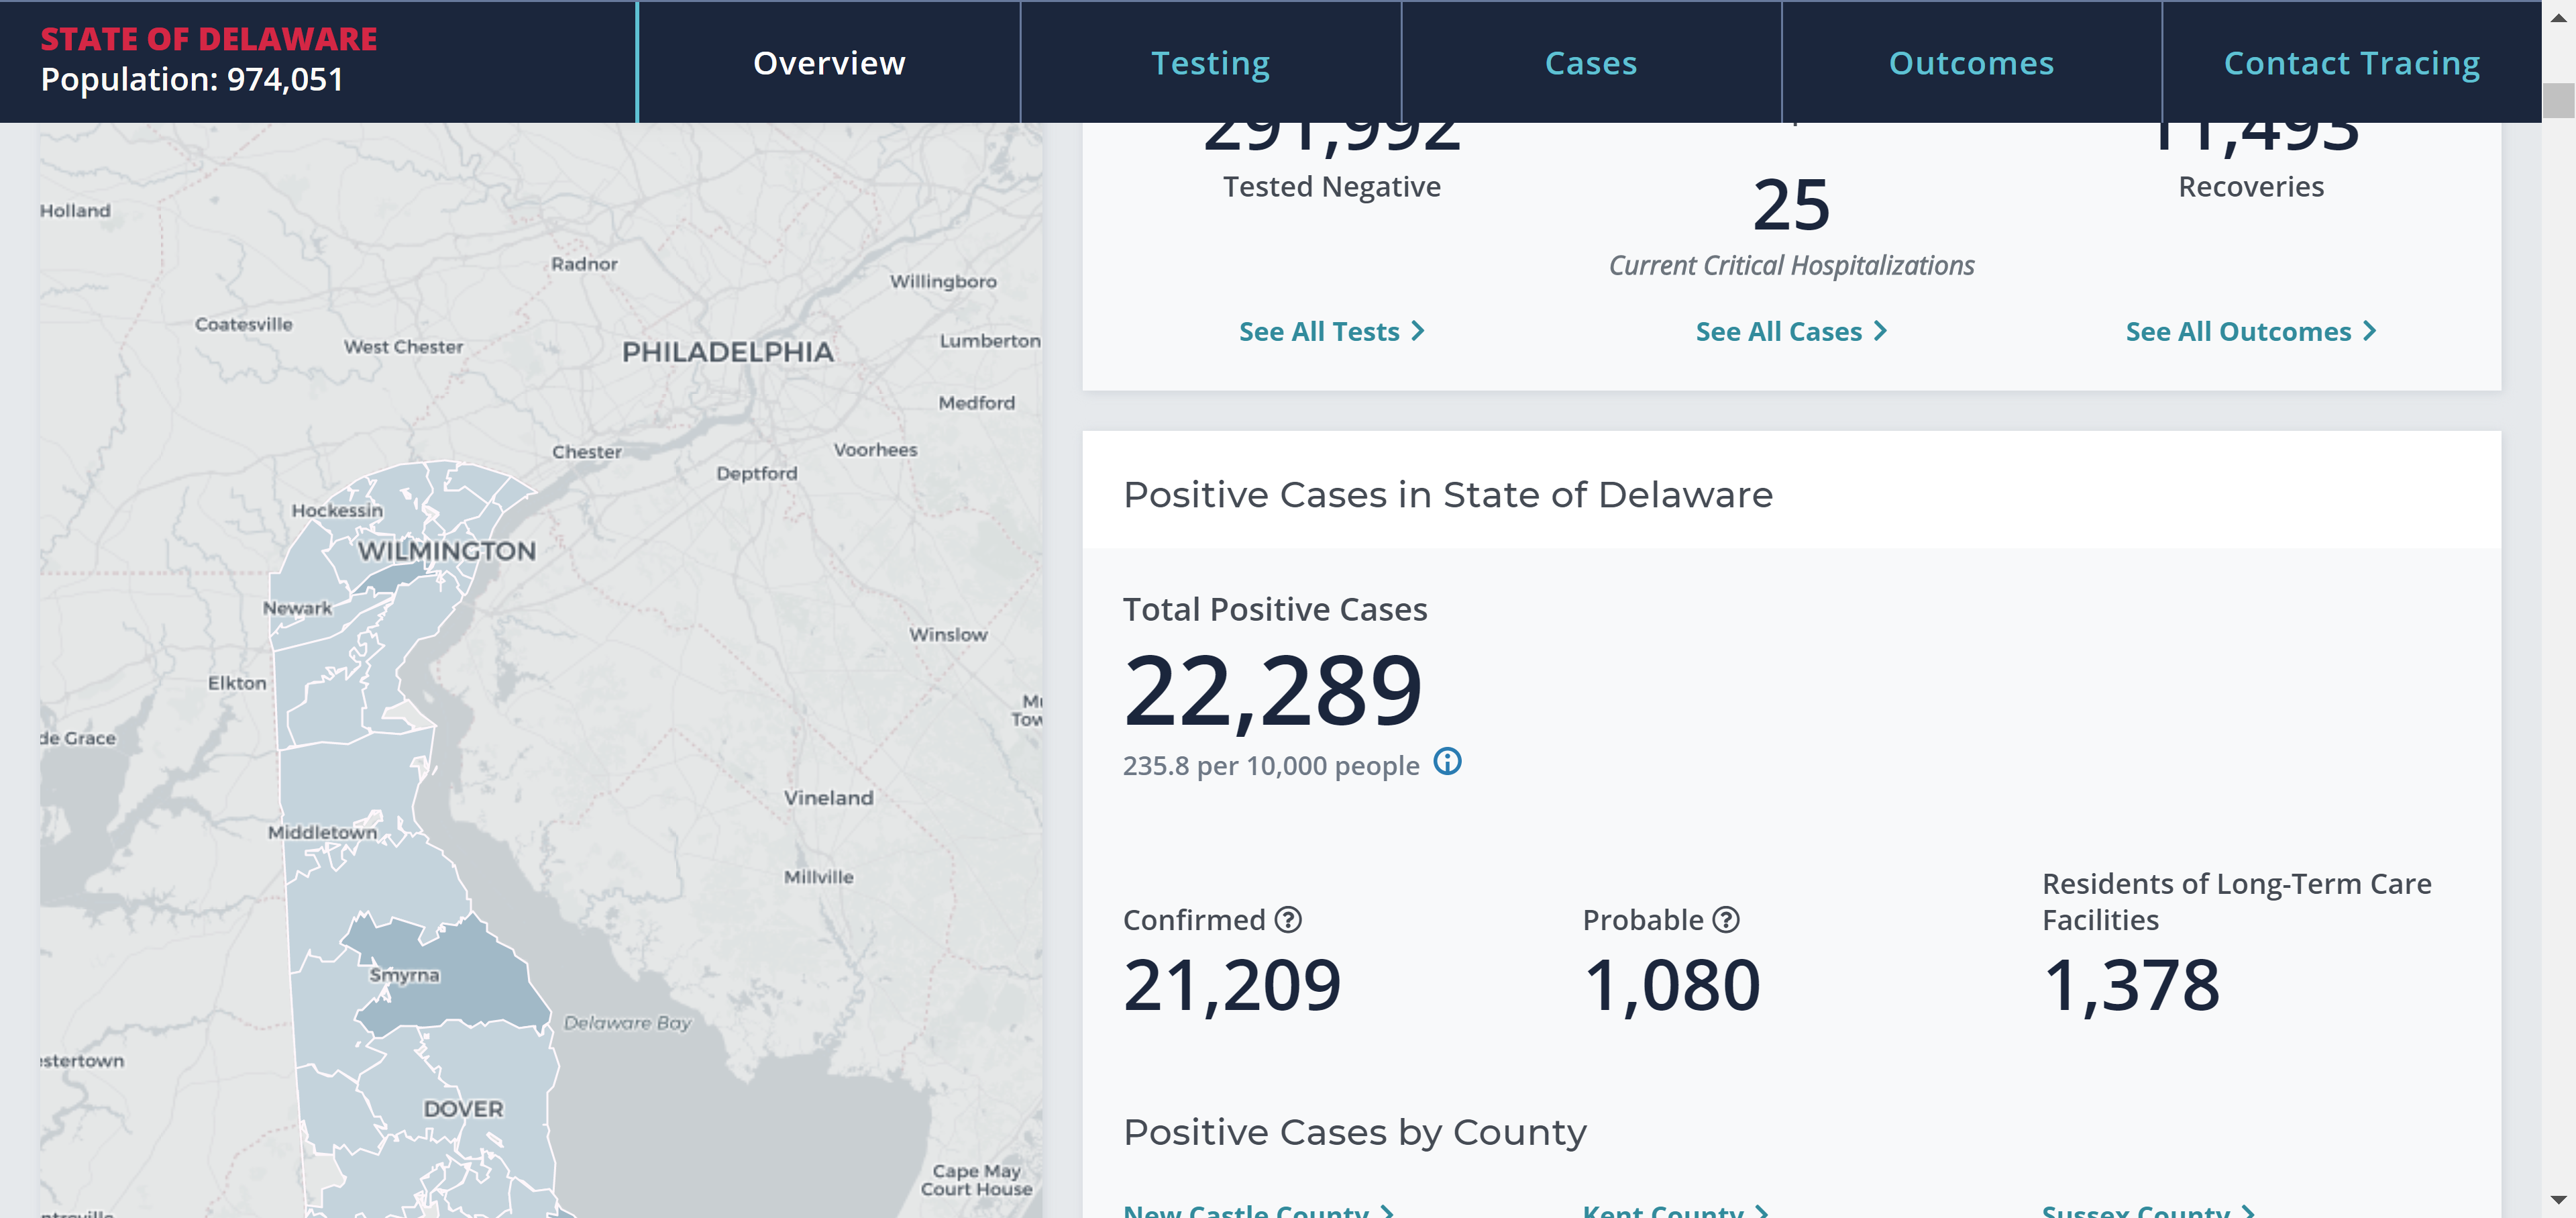 STATE OF DELAWARE
Population: 974,051
Overview
Testing
Cases
Outcomes
Contact Tracing
Holland
Radnor
Willingboro
Coatesville
West Chester
PHILADELPHIA
Lumberton
Medford
Chester
Voorhees
Deptford
Hockessin
WILMINGTON
Newark
Winslow
Elkton
de Grace
Vineland
Middletown
Millville
Smyrna
Delaware Bay
DOVER
Cape May
Court House
291,992
Tested Negative
25
Current Critical Hospitalizations
11,493
Recoveries
See All Tests
See All Cases
See All Outcomes
Positive Cases in State of Delaware
Total Positive Cases
22,289
235.8 per 10,000 people
Confirmed
21,209
Probable
1,080
Residents of Long-Term Care
Facilities
1,378
Positive Cases by County
New Castle County
Kent County
Sussex County